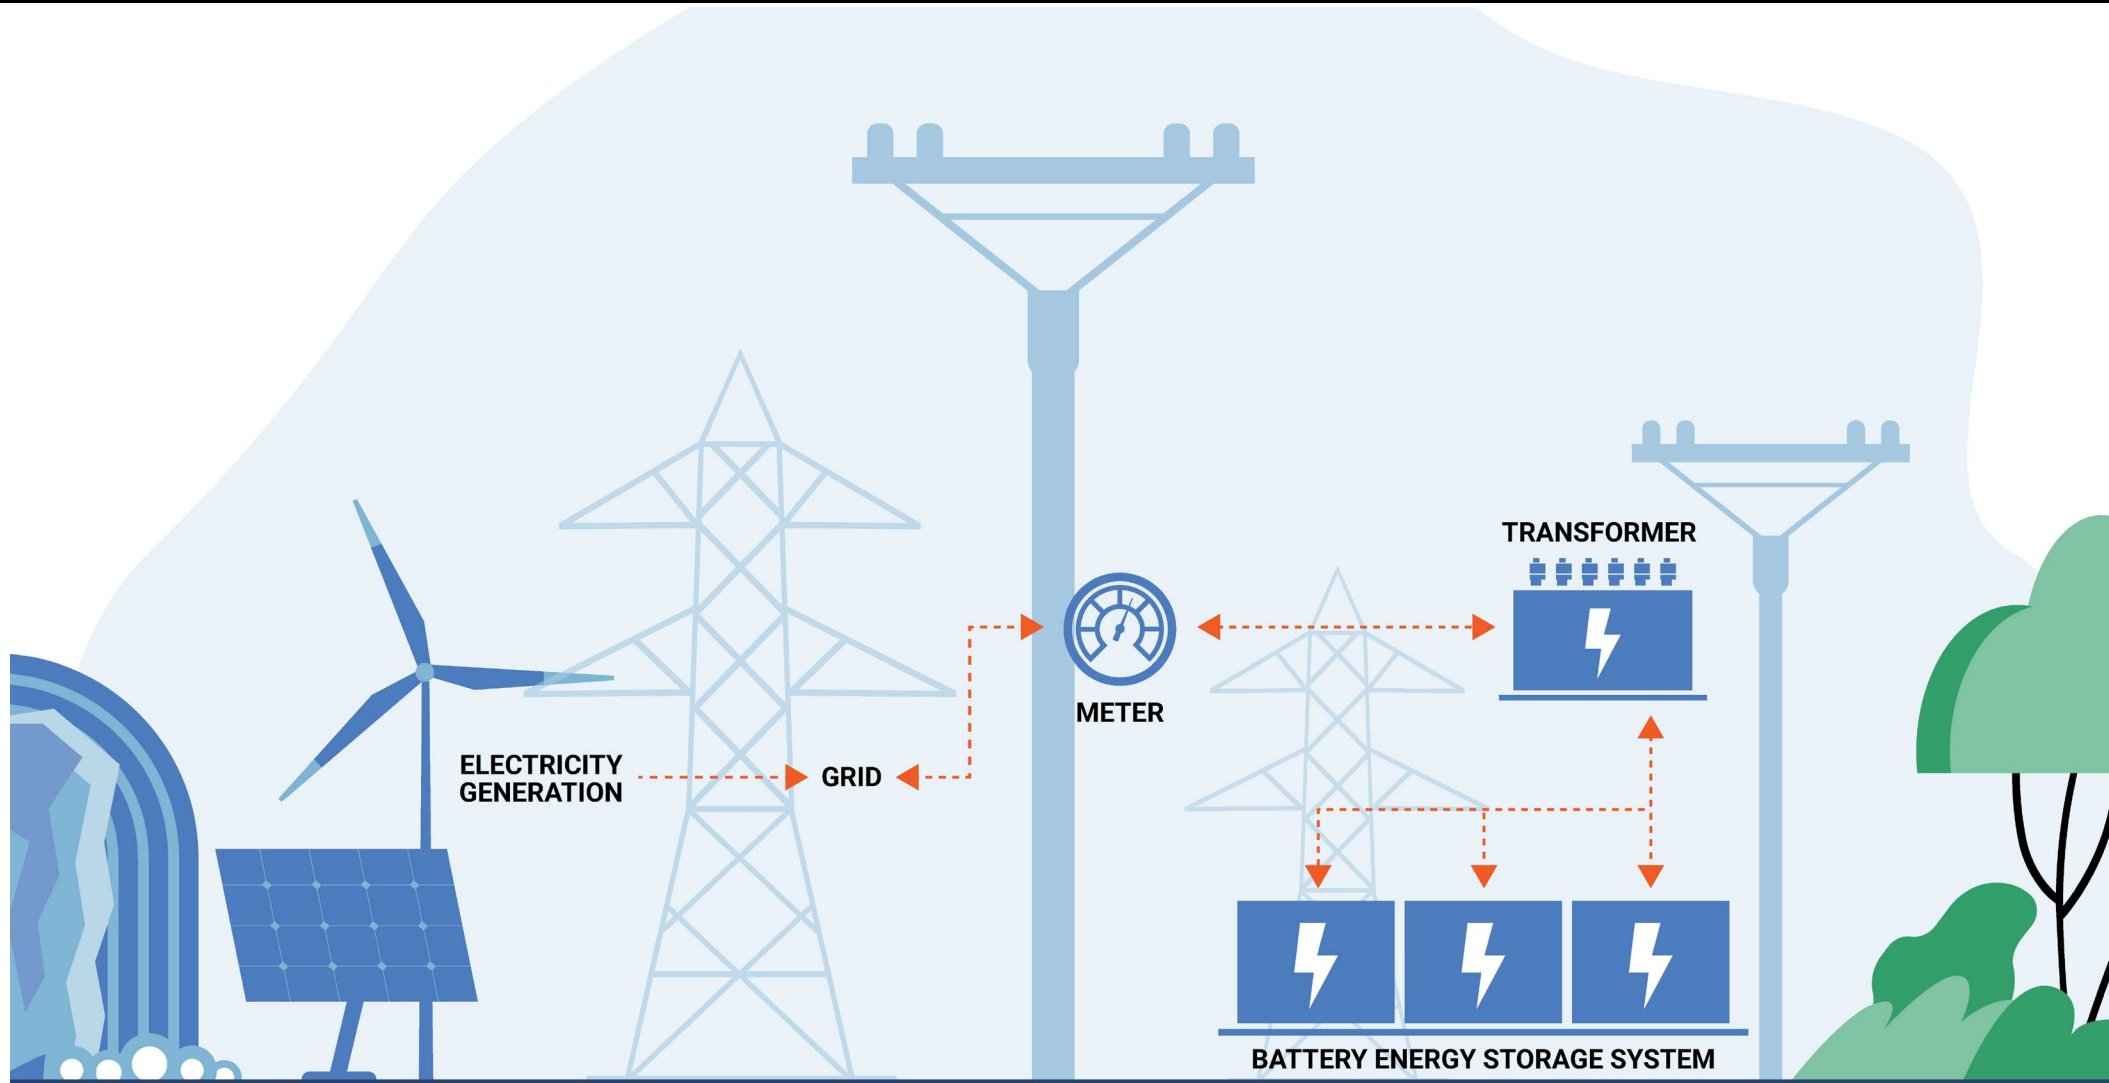 TRANSFORMER
METER
ELECTRICITY
GENERATION
GRID
BATTERY ENERGY STORAGE SYSTEM